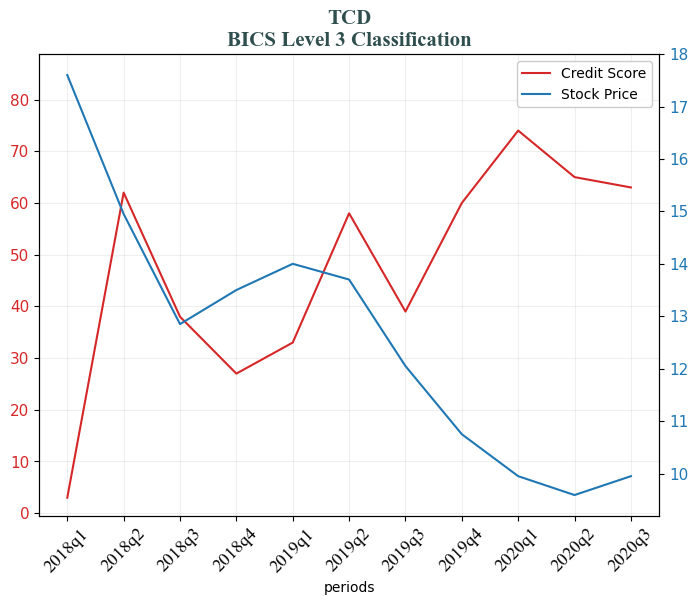 TCD
BICS Level 3 Classification
Credit Score
Stock Price
80
70
60
50
40
30
20
10
0
18
17
16
15
14
13
12
11
10
2018q1
2018q2
2018q3
2018q4
2019q1
2019q2
2019q3
2019q4
2020q1
2020q2
2020q3
periods